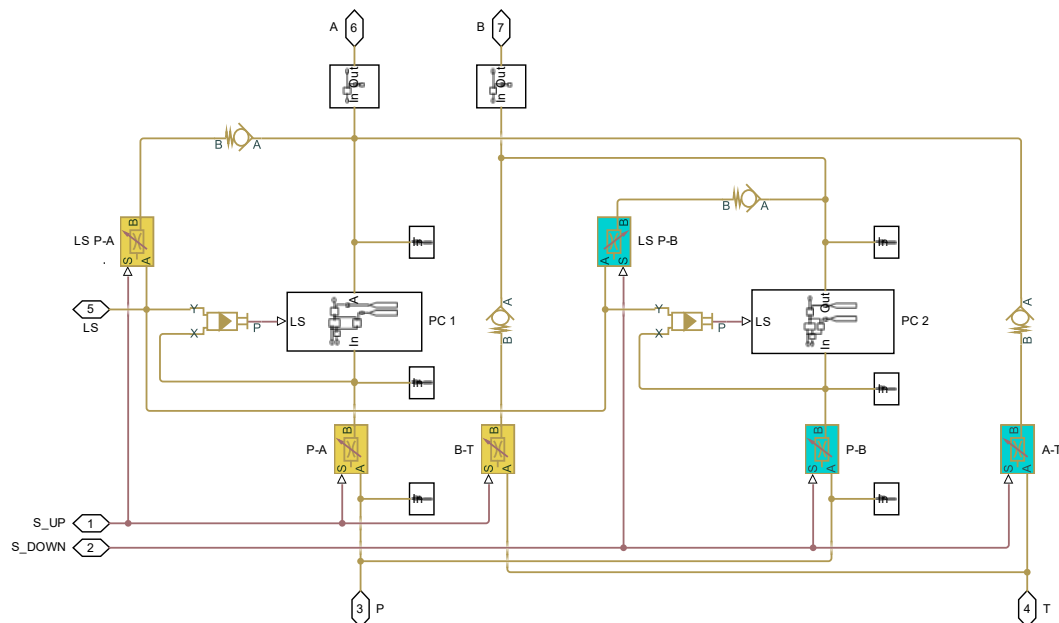 A 6
B 7
In Out
In Out
B A
B A
LS P-A
B
S A
.
B
LS P-B
A S
In
In
5
LS
Y
X
P
LS
A
In
PC 1
A
B
Y
X
P
LS
Out
In
PC 2
A
B
In
In
P-A
B
S A
B-T
B
S A
P-B
B
S A
A-T
B
S A
In
In
S_UP 1
S_DOWN 2
3 P
4 T